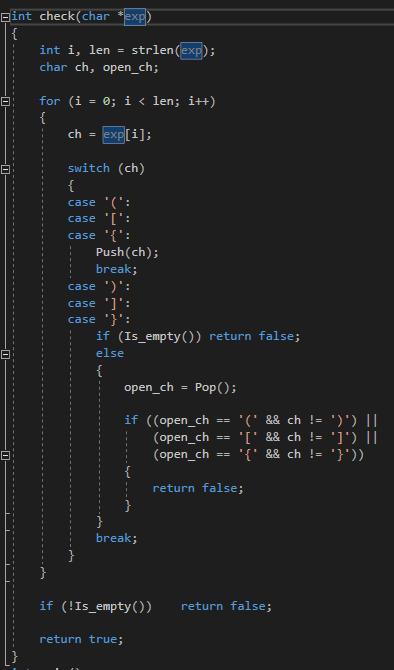 int check(char *exp)
{
    int i, len = strlen(exp);
    char ch, open_ch;

    for (i = 0; i < len; i++)
    {
        ch = exp[i];

        switch (ch)
        {
        case '(':
        case '[':
        case '{':
            Push(ch);
            break;
        case ')':
        case ']':
        case '}':
            if (Is_empty()) return false;
            else
            {
                open_ch = Pop();

                if ((open_ch == '(' && ch != ')') ||
                    (open_ch == '[' && ch != ']') ||
                    (open_ch == '{' && ch != '}'))
                {
                    return false;
                }
            }
            break;
        }
    }

    if (!Is_empty())    return false;

    return true;
}